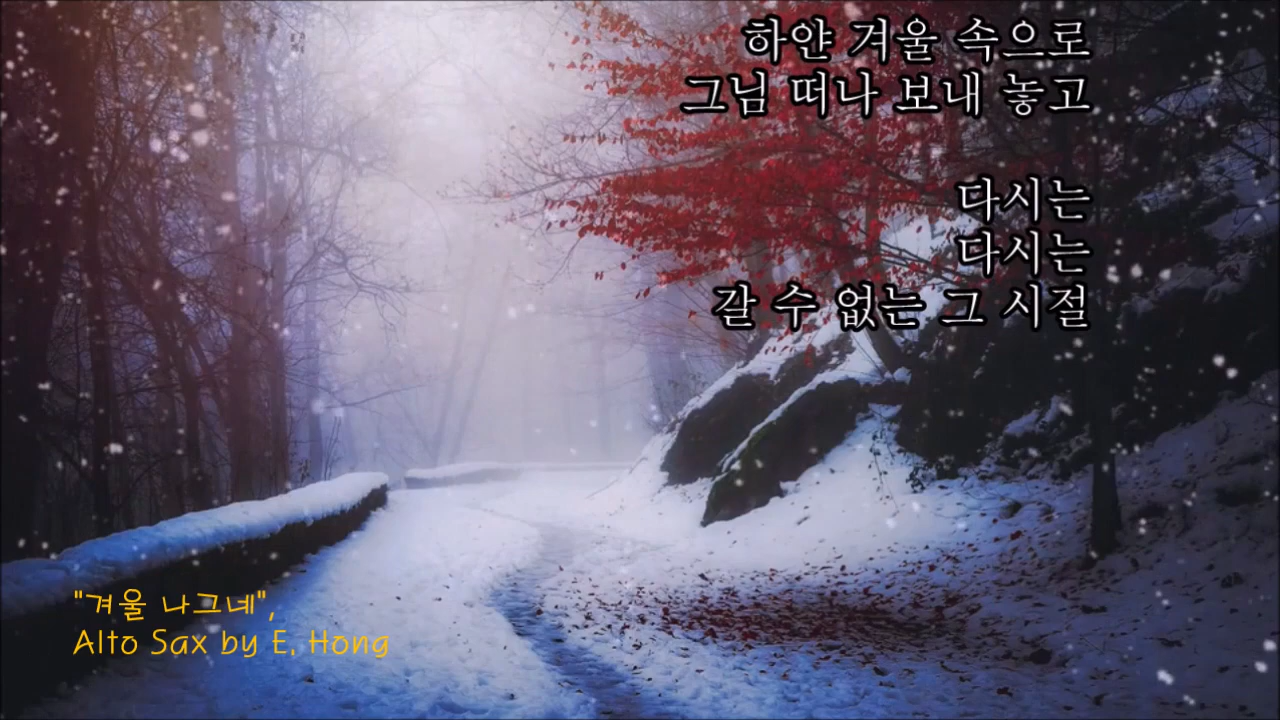 하얀 겨울 속으로
그님 떠나 보내 놓고
다시는
다시는
갈 수 없는 그 시절
"겨울 나그네",
Alto Sax by E. Hong